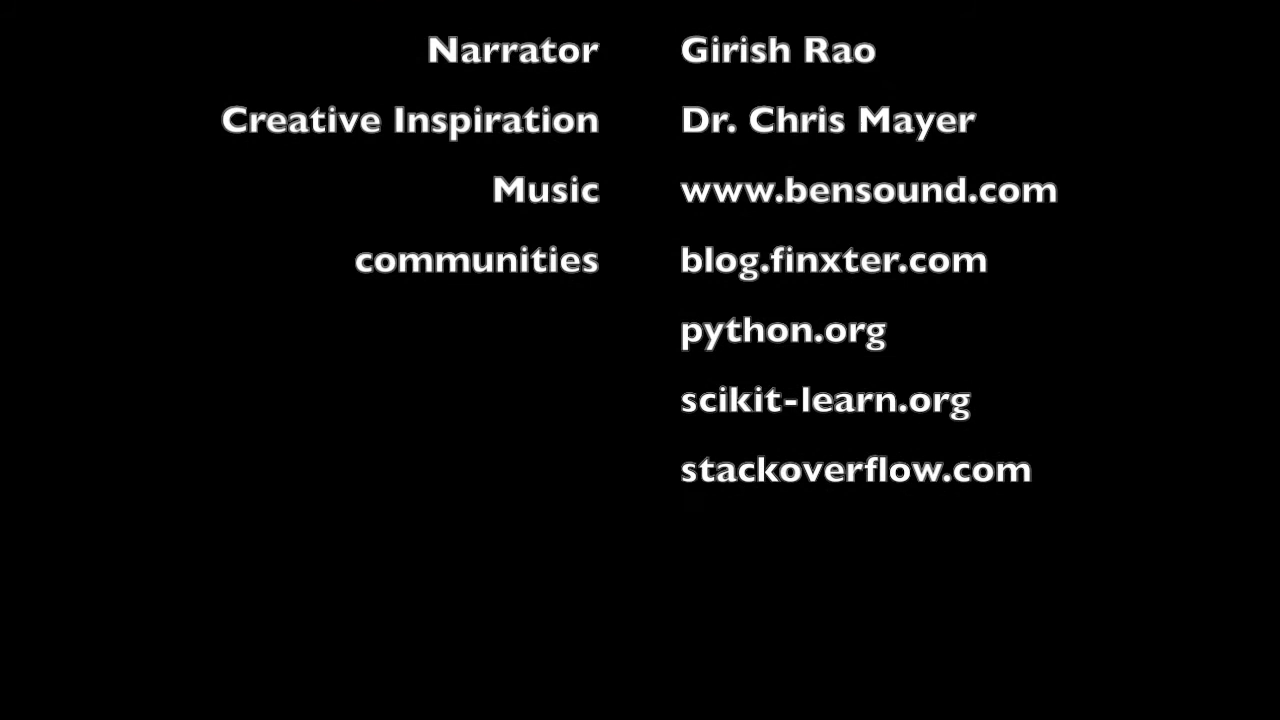 Narrator Girish Rao
Creative Inspiration Dr. Chris Mayer
Music www.bensound.com
communities blog.finxter.com
python.org
scikit-learn.org
stackoverflow.com